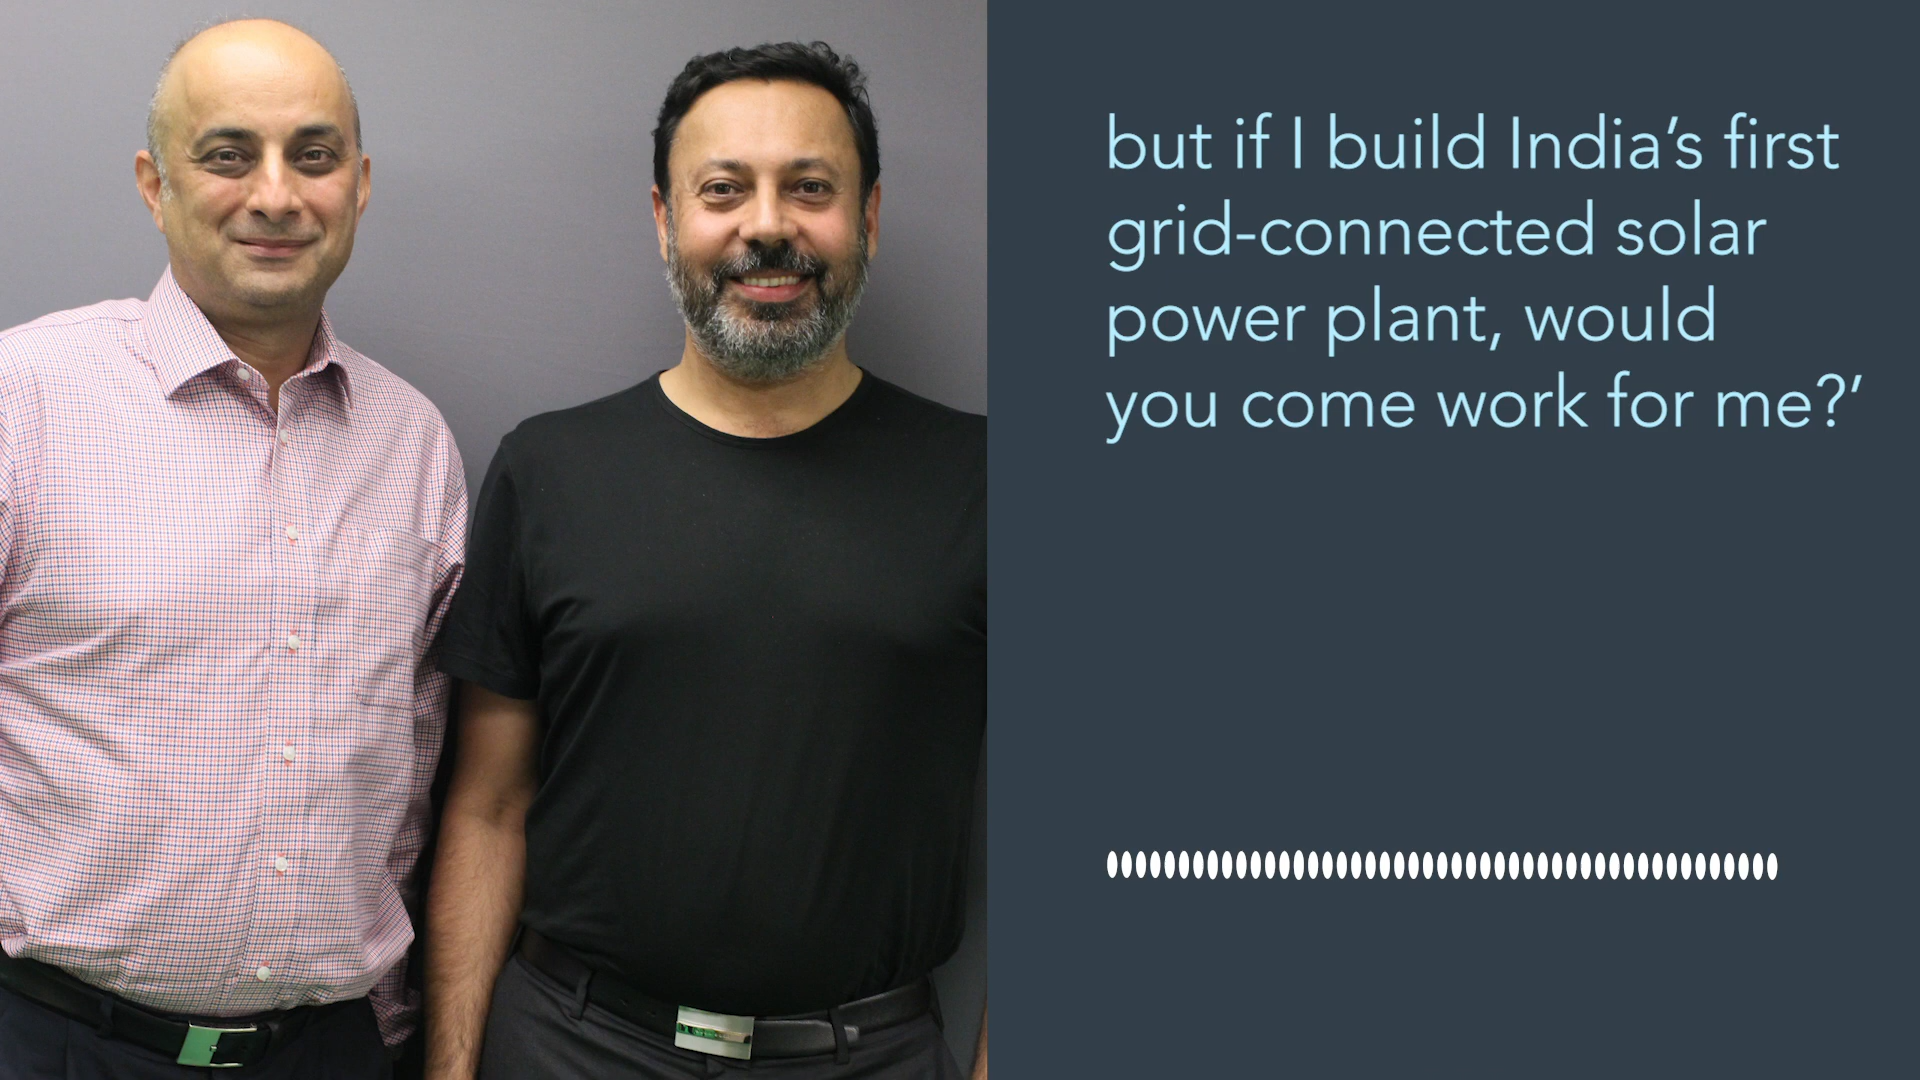 but if I build India’s first
grid-connected solar
power plant, would
you come work for me?’